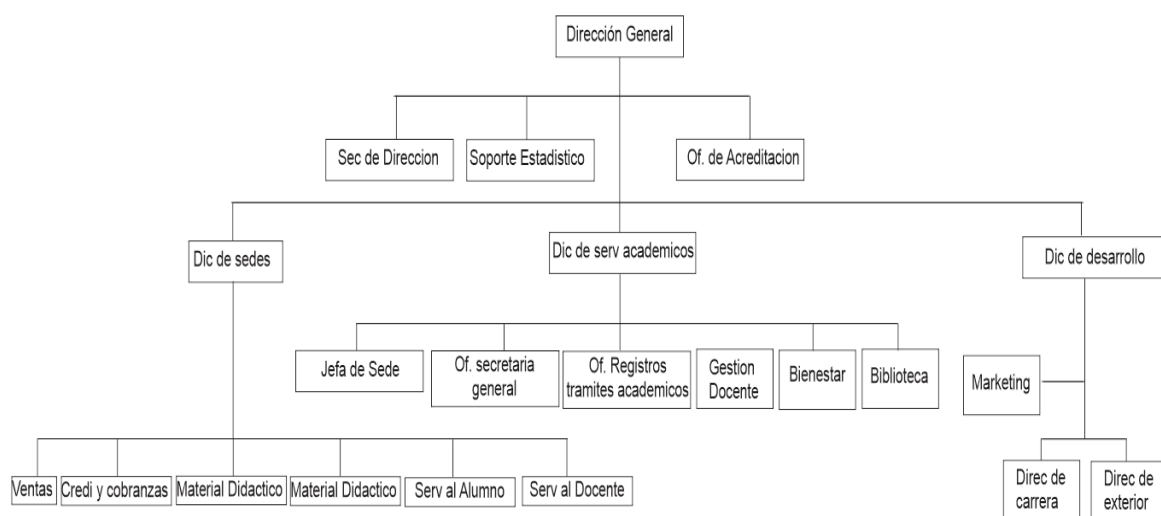 Dirección General
Sec de Direccion
Soporte Estadistico
Of. de Acreditacion
Dic de sedes
Dic de serv academicos
Dic de desarrollo
Jefa de Sede
Of. secretaria
general
Of. Registros
tramites academicos
Gestion
Docente
Bienestar
Biblioteca
Marketing
Ventas
Credi y cobranzas
Material Didactico
Material Didactico
Serv al Alumno
Serv al Docente
Direc de
carrera
Direc de
exterior